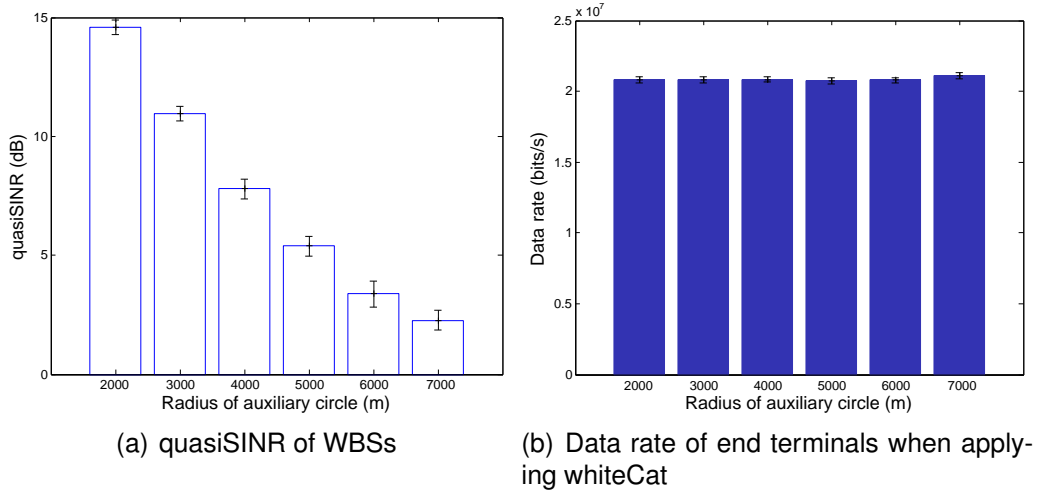 15
10
5
0
quasiSINR (dB)
2000 3000 4000 5000 6000 7000
Radius of auxiliary circle (m)
(a) quasiSINR of WBSs
x 10^7
2.5
2
1.5
1
0.5
0
Data rate (bits/s)
2000 3000 4000 5000 6000 7000
Radius of auxiliary circle (m)
(b) Data rate of end terminals when apply-
ing whiteCat